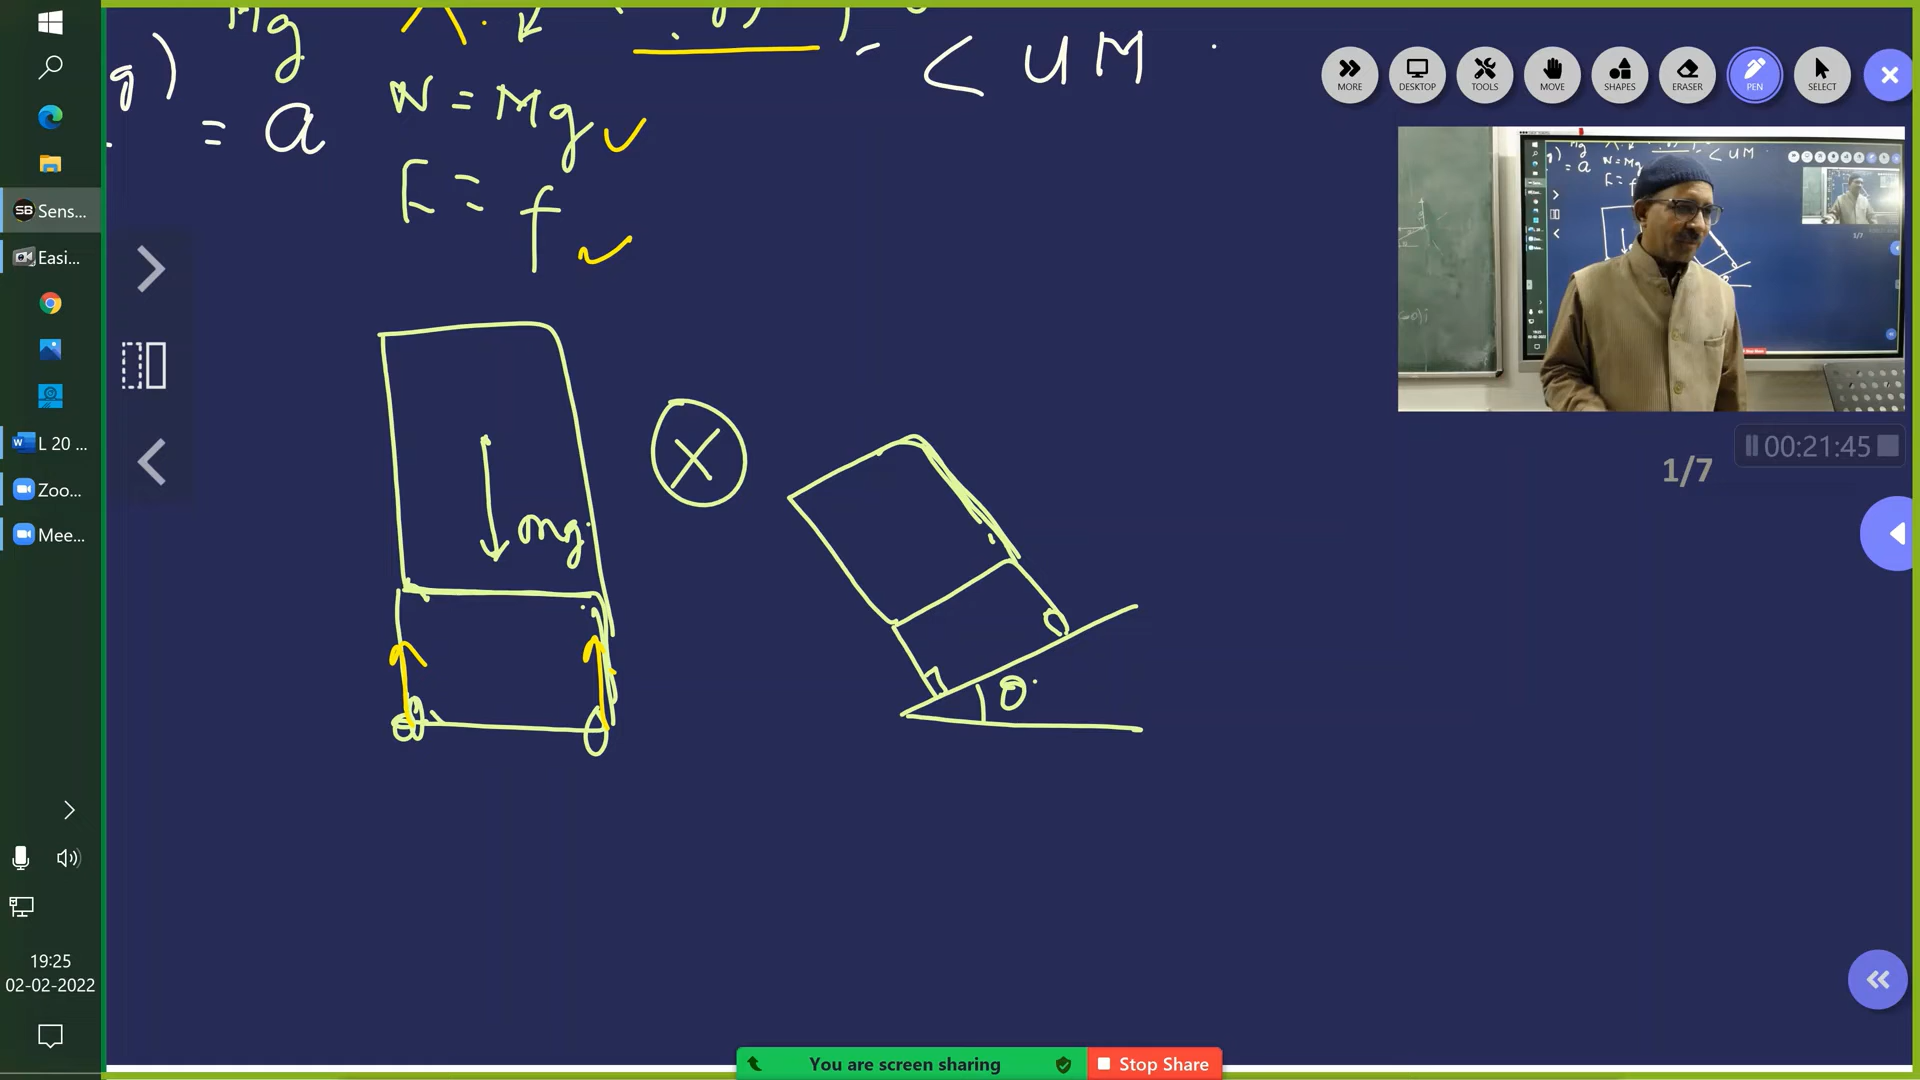 Mg
g)
= a
N = Mg
< u M
F = f
mg
θ
MORE
DESKTOP
TOOLS
MOVE
SHAPES
ERASER
PEN
SELECT
Sens...
Easi...
L 20 ...
Zoo...
Mee...
00:21:45
1/7
19:25
02-02-2022
You are screen sharing
Stop Share